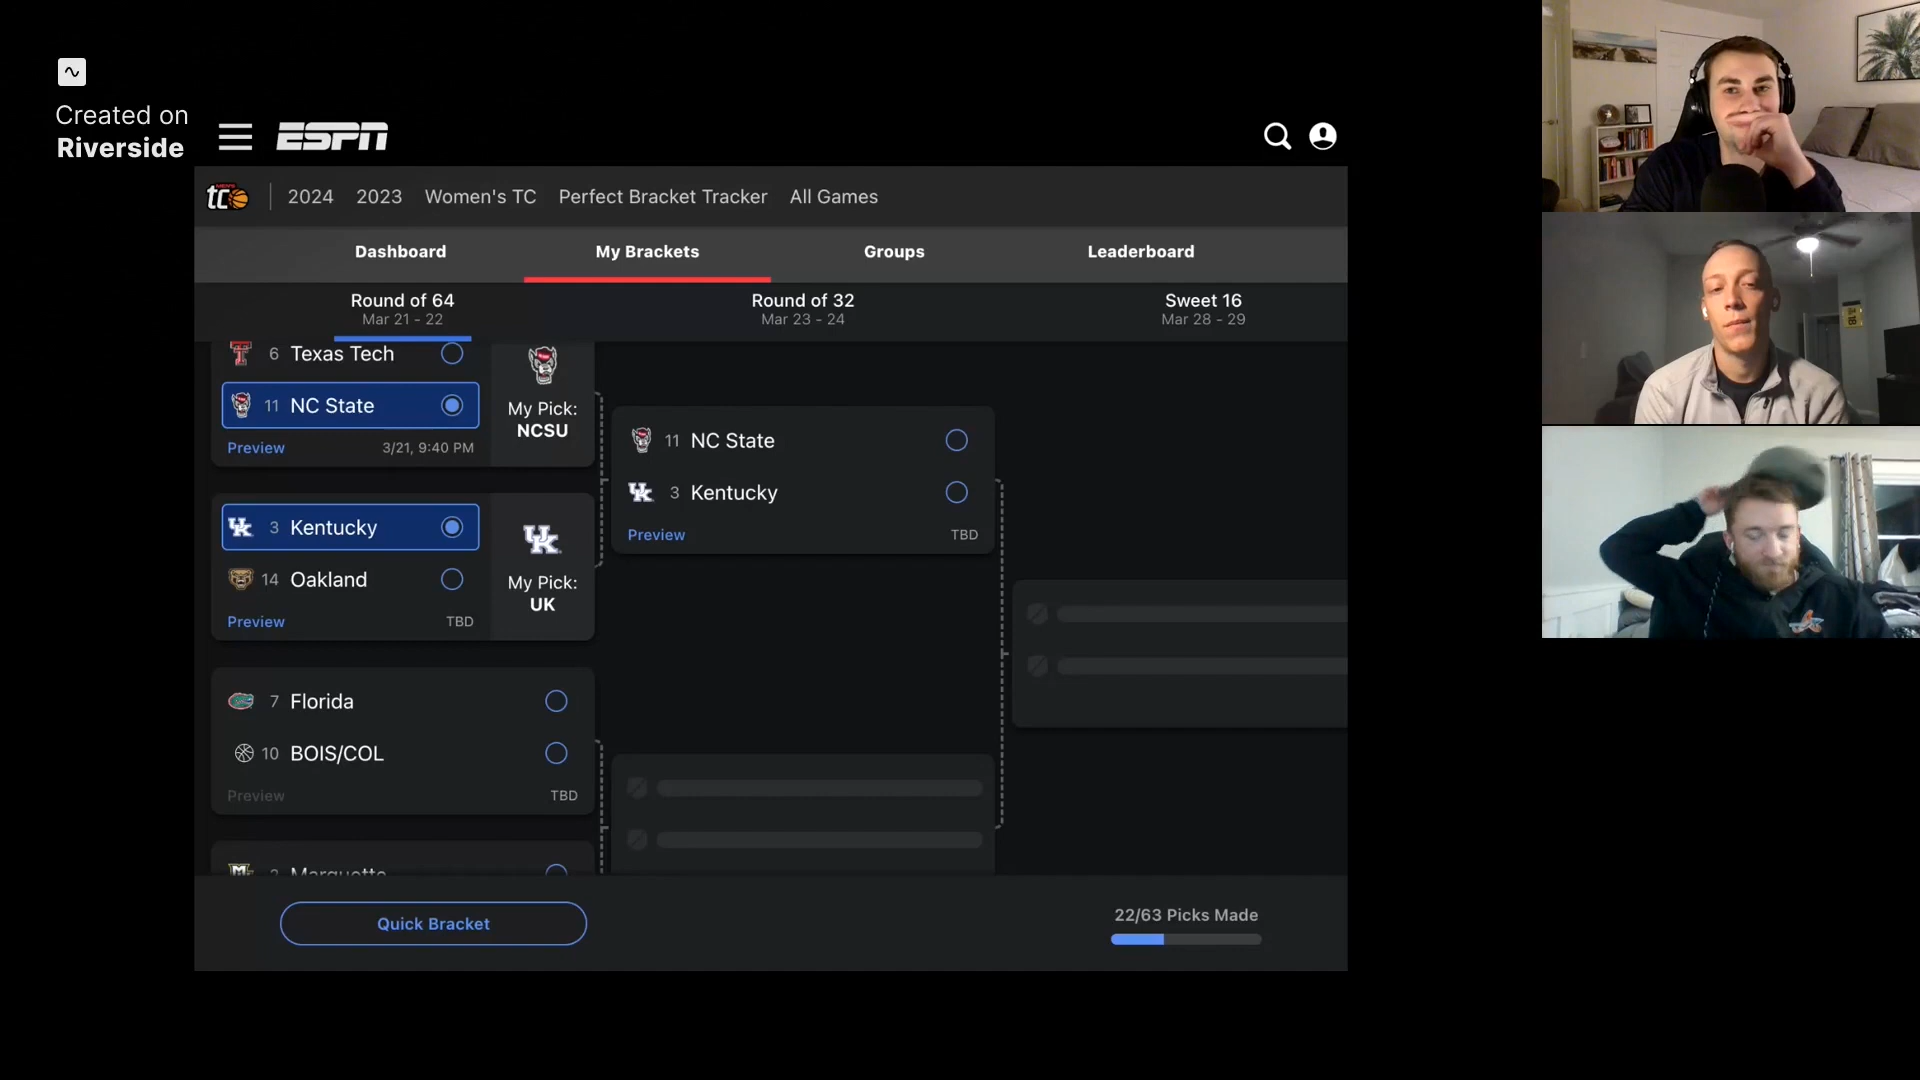 Created on
Riverside
ESPN
tc
2024 2023 Women's TC Perfect Bracket Tracker All Games
Dashboard My Brackets Groups Leaderboard
Round of 64 Round of 32 Sweet 16
Mar 21 - 22 Mar 23 - 24 Mar 28 - 29
6 Texas Tech
11 NC State
Preview 3/21, 9:40 PM
My Pick:
NCSU
11 NC State
3 Kentucky
Preview TBD
3 Kentucky
14 Oakland
Preview TBD
My Pick:
UK
7 Florida
10 BOIS/COL
Preview TBD
2 Marquette
Quick Bracket
22/63 Picks Made